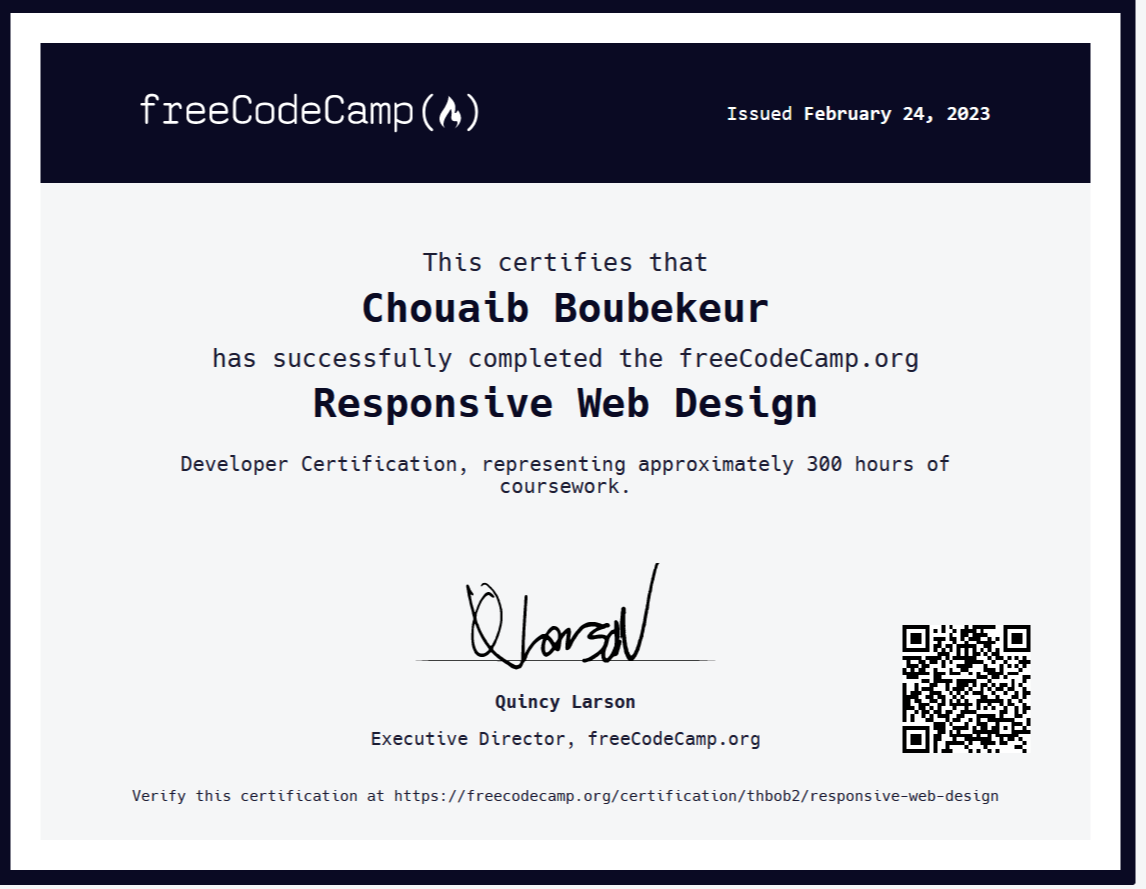 freeCodeCamp
Issued February 24, 2023
This certifies that
Chouaib Boubekeur
has successfully completed the freeCodeCamp.org
Responsive Web Design
Developer Certification, representing approximately 300 hours of
coursework.
Q Larson
Quincy Larson
Executive Director, freeCodeCamp.org
Verify this certification at https://freecodecamp.org/certification/thbob2/responsive-web-design